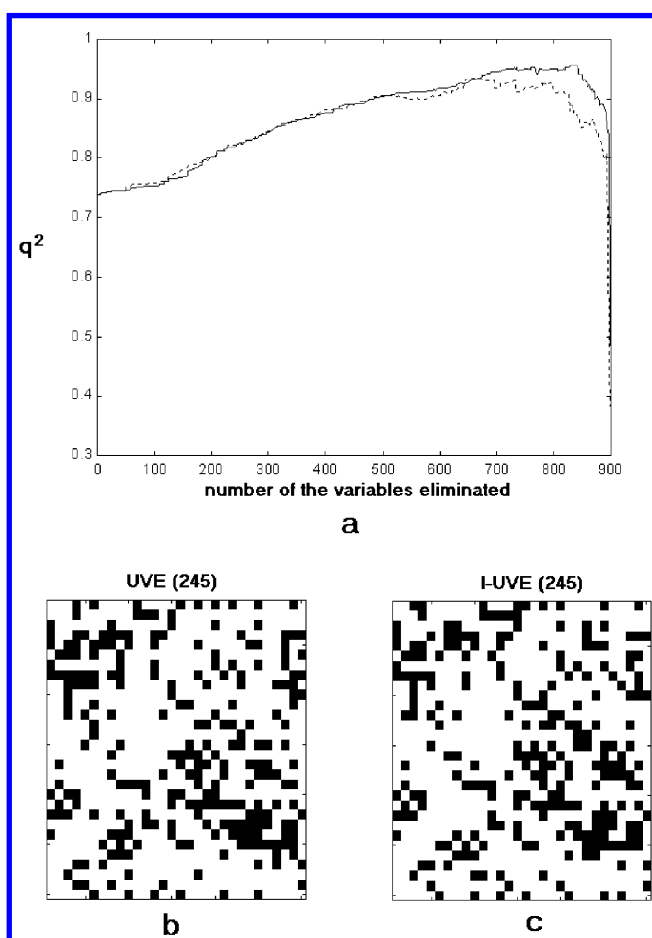 1
0.9
0.8
0.7
q²
0.6
0.5
0.4
0.3
0 100 200 300 400 500 600 700 800 900
number of the variables eliminated
a
UVE (245)
I-UVE (245)
b
c